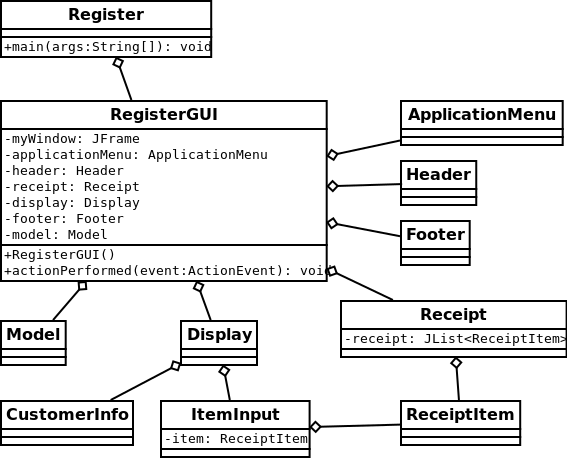 Register
+main(args:String[]): void
RegisterGUI
-myWindow: JFrame
-applicationMenu: ApplicationMenu
-header: Header
-receipt: Receipt
-display: Display
-footer: Footer
-model: Model
+RegisterGUI()
+actionPerformed(event:ActionEvent): void
ApplicationMenu
Header
Footer
Receipt
-receipt: JList<ReceiptItem>
Model
Display
CustomerInfo
ItemInput
-item: ReceiptItem
ReceiptItem